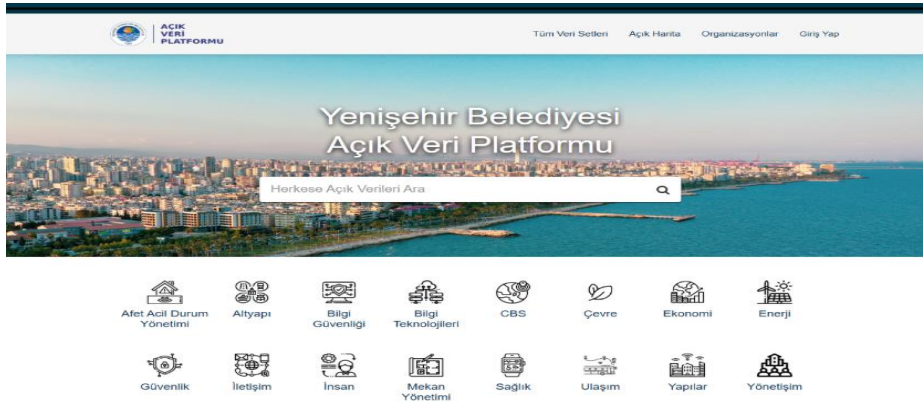 AÇIK
VERİ
PLATFORMU
Tüm Veri Setleri Açık Harita Organizasyonlar Giriş Yap
Yenişehir Belediyesi
Açık Veri Platformu
Herkese Açık Verileri Ara
Afet Acil Durum Yönetimi
Altyapı
Bilgi Güvenliği
Bilgi Teknolojileri
CBS
Çevre
Ekonomi
Enerji
Güvenlik
İletişim
İnsan
Mekan Yönetimi
Sağlık
Ulaşım
Yapılar
Yönetişim